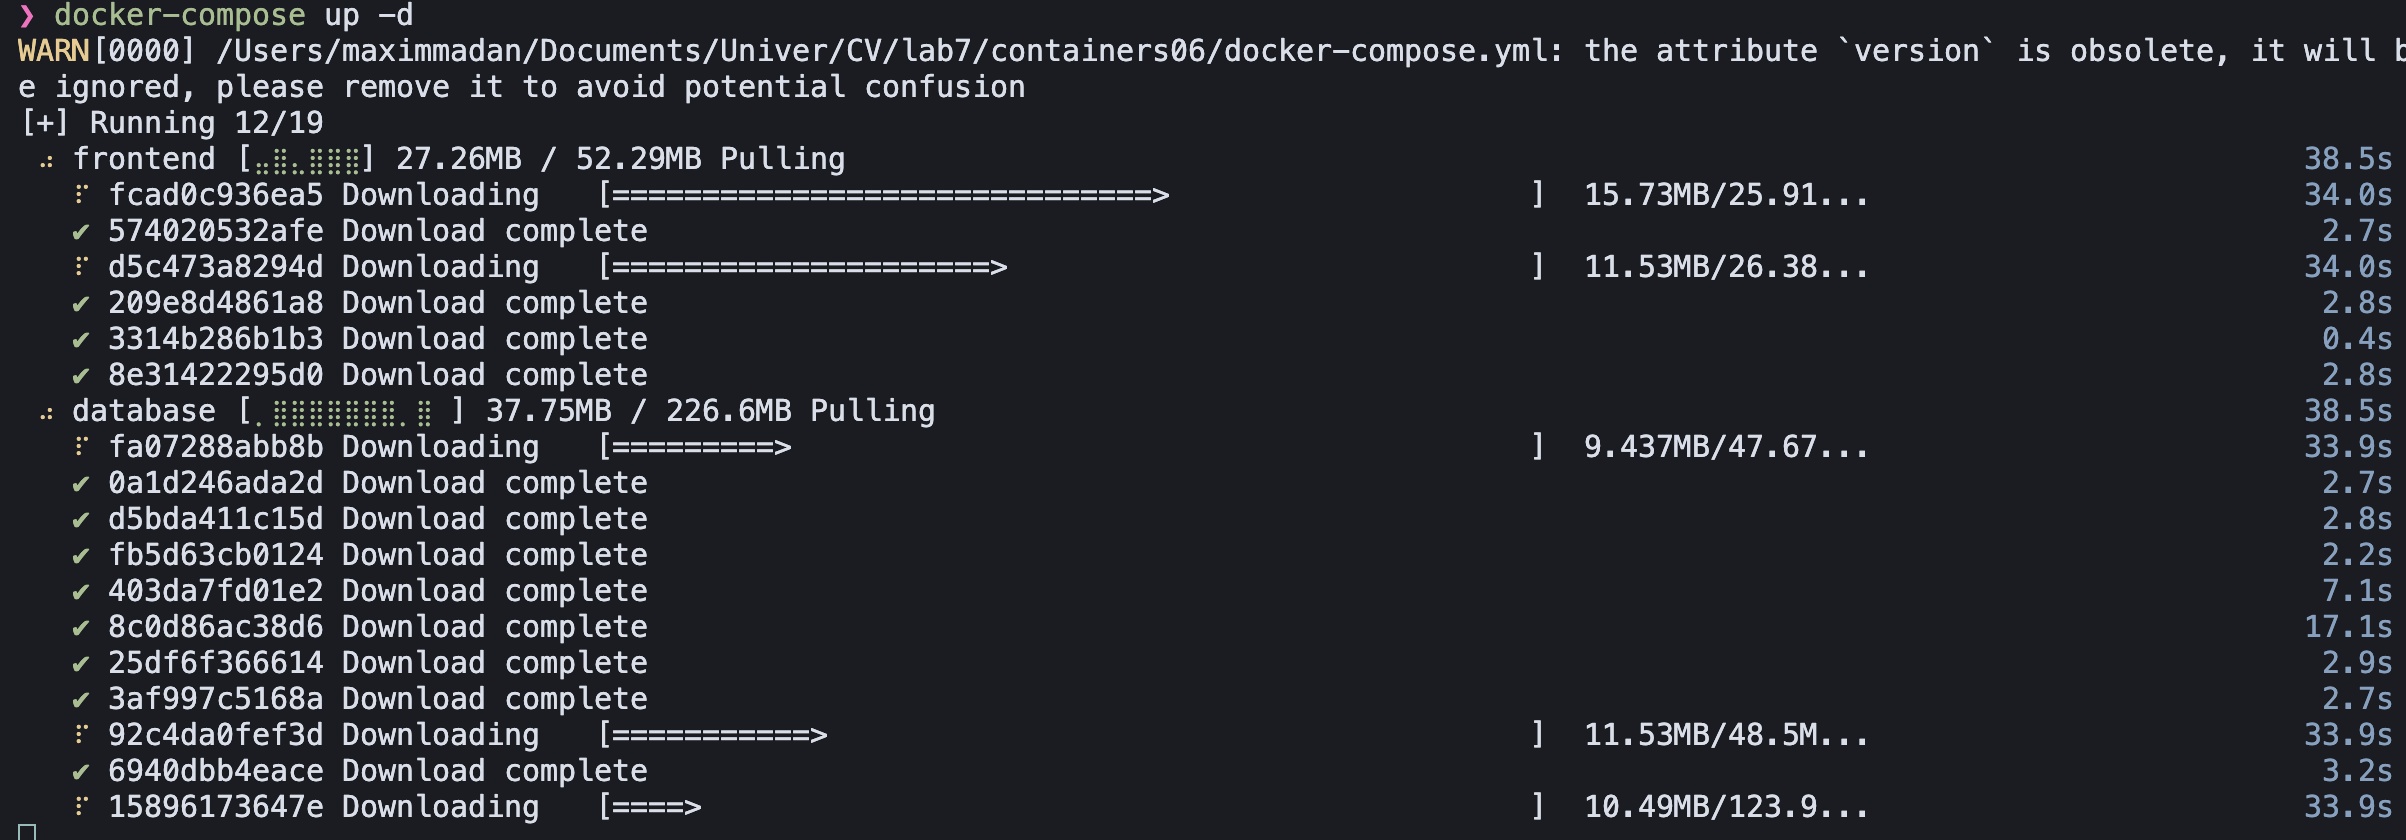 ❯ docker-compose up -d
WARN[0000] /Users/maximmadan/Documents/Univer/CV/lab7/containers06/docker-compose.yml: the attribute `version` is obsolete, it will b
e ignored, please remove it to avoid potential confusion
[+] Running 12/19
⠴ frontend [⣀⣿⣀⣿⣿⣿] 27.26MB / 52.29MB Pulling 38.5s
⠏ fcad0c936ea5 Downloading [==============================> ] 15.73MB/25.91... 34.0s
✔ 574020532afe Download complete 2.7s
⠏ d5c473a8294d Downloading [=====================> ] 11.53MB/26.38... 34.0s
✔ 209e8d4861a8 Download complete 2.8s
✔ 3314b286b1b3 Download complete 0.4s
✔ 8e31422295d0 Download complete 2.8s
⠴ database [⡀⣿⣿⣿⣿⣿⣿⣿⡀⣿ ] 37.75MB / 226.6MB Pulling 38.5s
⠏ fa07288abb8b Downloading [=========> ] 9.437MB/47.67... 33.9s
✔ 0a1d246ada2d Download complete 2.7s
✔ d5bda411c15d Download complete 2.8s
✔ fb5d63cb0124 Download complete 2.2s
✔ 403da7fd01e2 Download complete 7.1s
✔ 8c0d86ac38d6 Download complete 17.1s
✔ 25df6f366614 Download complete 2.9s
✔ 3af997c5168a Download complete 2.7s
⠏ 92c4da0fef3d Downloading [===========> ] 11.53MB/48.5M... 33.9s
✔ 6940dbb4eace Download complete 3.2s
⠏ 15896173647e Downloading [====> ] 10.49MB/123.9... 33.9s